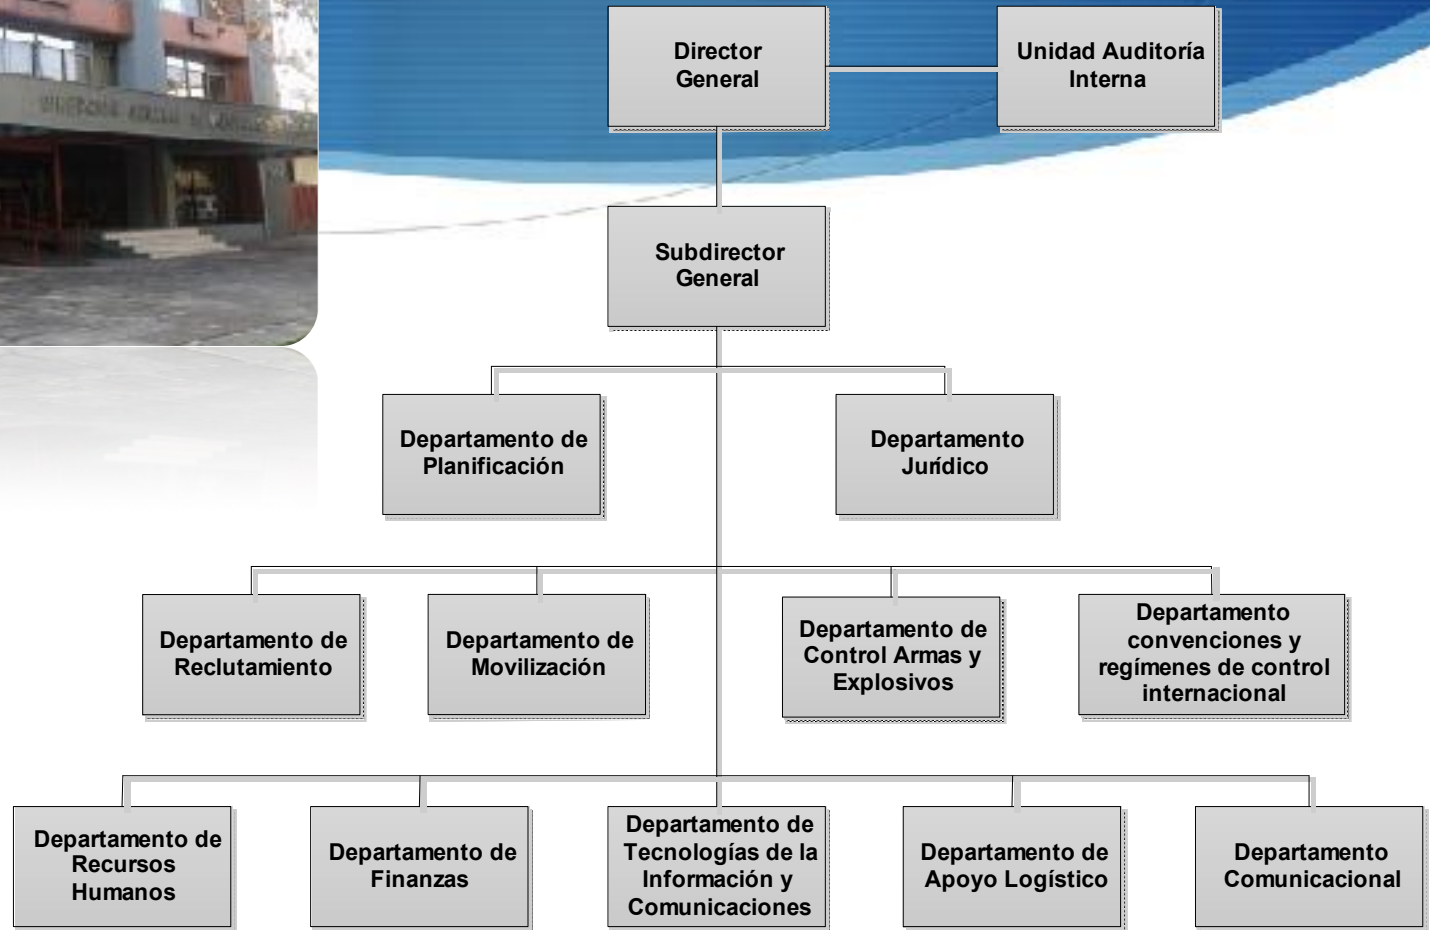 Director
General
Unidad Auditoría
Interna
Subdirector
General
Departamento de
Planificación
Departamento
Jurídico
Departamento de
Reclutamiento
Departamento de
Movilización
Departamento de
Control Armas y
Explosivos
Departamento
convenciones y
regímenes de control
internacional
Departamento de
Recursos
Humanos
Departamento de
Finanzas
Departamento de
Tecnologías de la
Información y
Comunicaciones
Departamento de
Apoyo Logístico
Departamento
Comunicacional